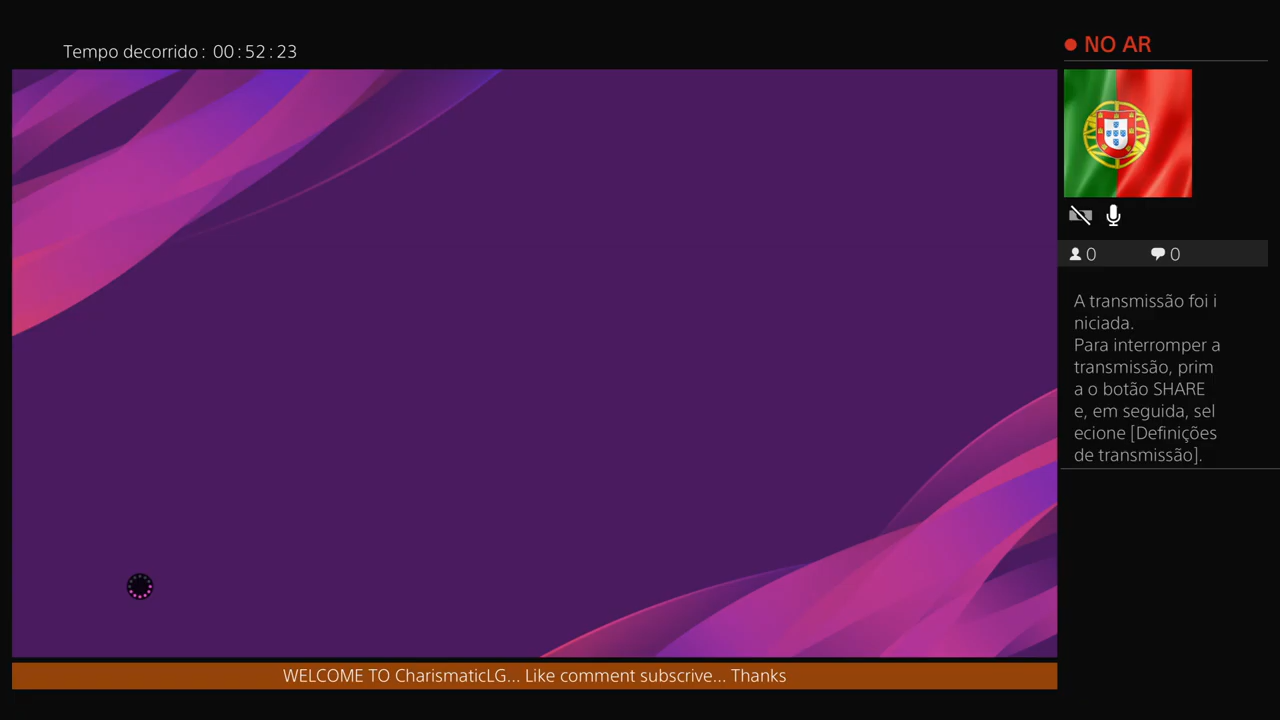 Tempo decorrido: 00:52:23
NO AR
0 0
A transmissão foi i
niciada.
Para interromper a
transmissão, prim
a o botão SHARE
e, em seguida, sel
ecione [Definições
de transmissão].
WELCOME TO CharismaticLG... Like comment subscrive... Thanks